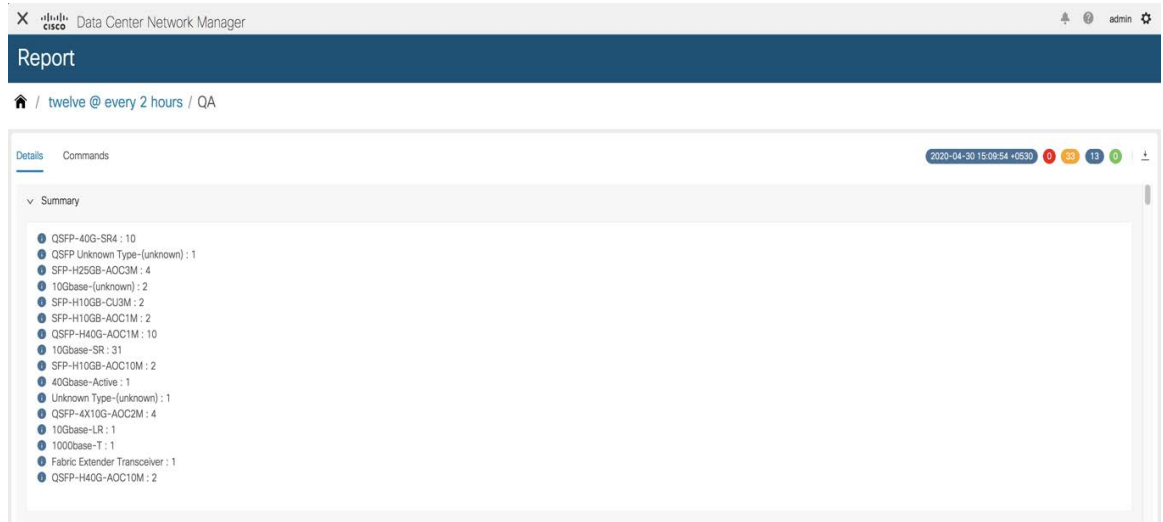 X cisco Data Center Network Manager admin
Report
/ twelve @ every 2 hours / QA
Details Commands 2020-04-30 15:09:54 +0530 0 33 13 0
Summary
QSFP-40G-SR4 : 10
QSFP Unknown Type-(unknown) : 1
SFP-H25GB-AOC3M : 4
10Gbase-(unknown) : 2
SFP-H10GB-CU3M : 2
SFP-H10GB-AOC1M : 2
QSFP-H40G-AOC1M : 10
10Gbase-SR : 31
SFP-H10GB-AOC10M : 2
40Gbase-Active : 1
Unknown Type-(unknown) : 1
QSFP-4X10G-AOC2M : 4
10Gbase-LR : 1
1000base-T : 1
Fabric Extender Transceiver : 1
QSFP-H40G-AOC10M : 2